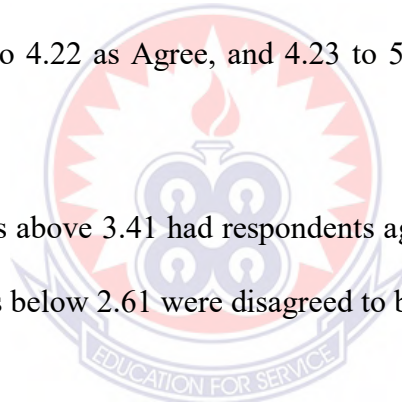 o 4.22 as Agree, and 4.23 to 5
s above 3.41 had respondents ag
s below 2.61 were disagreed to b
EDUCATION FOR SERVICE